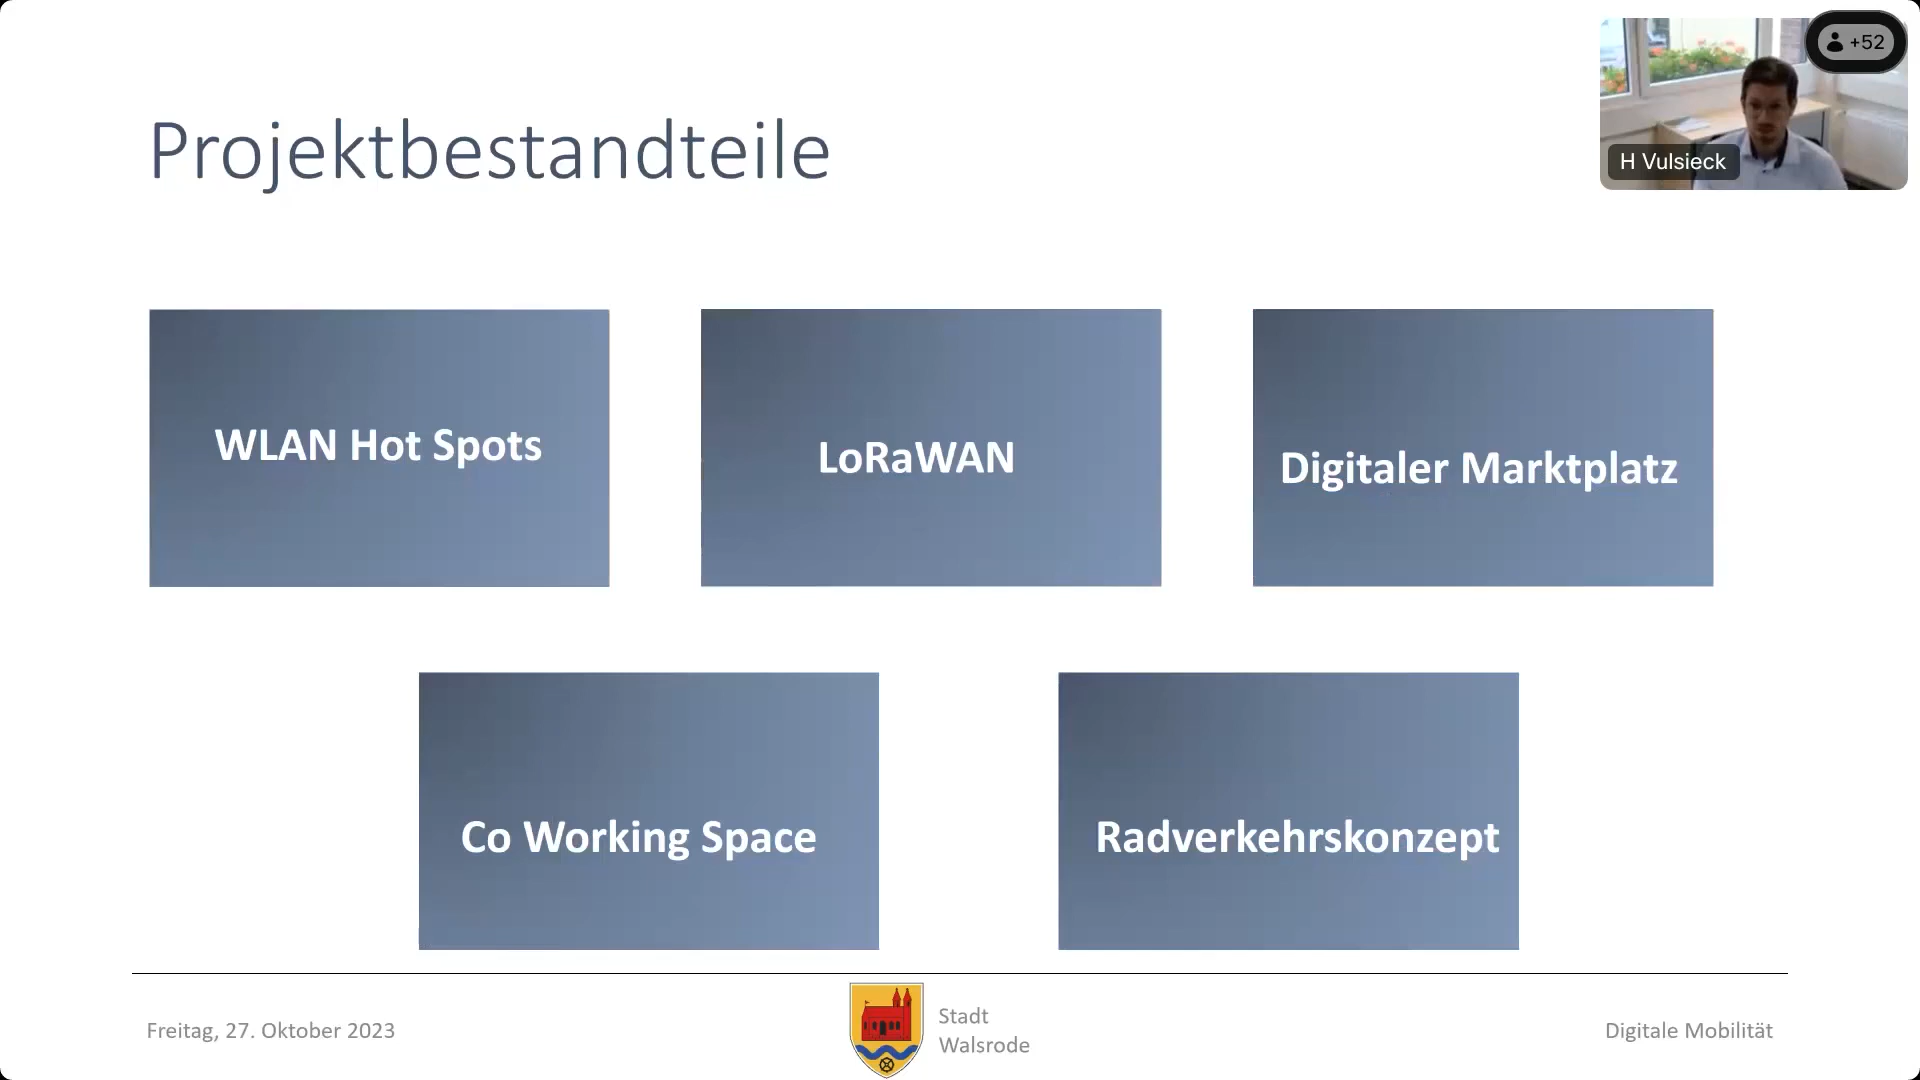 +52
H Vulsieck
Projektbestandteile
WLAN Hot Spots
LoRaWAN
Digitaler Marktplatz
Co Working Space
Radverkehrskonzept
Freitag, 27. Oktober 2023
Stadt
Walsrode
Digitale Mobilität